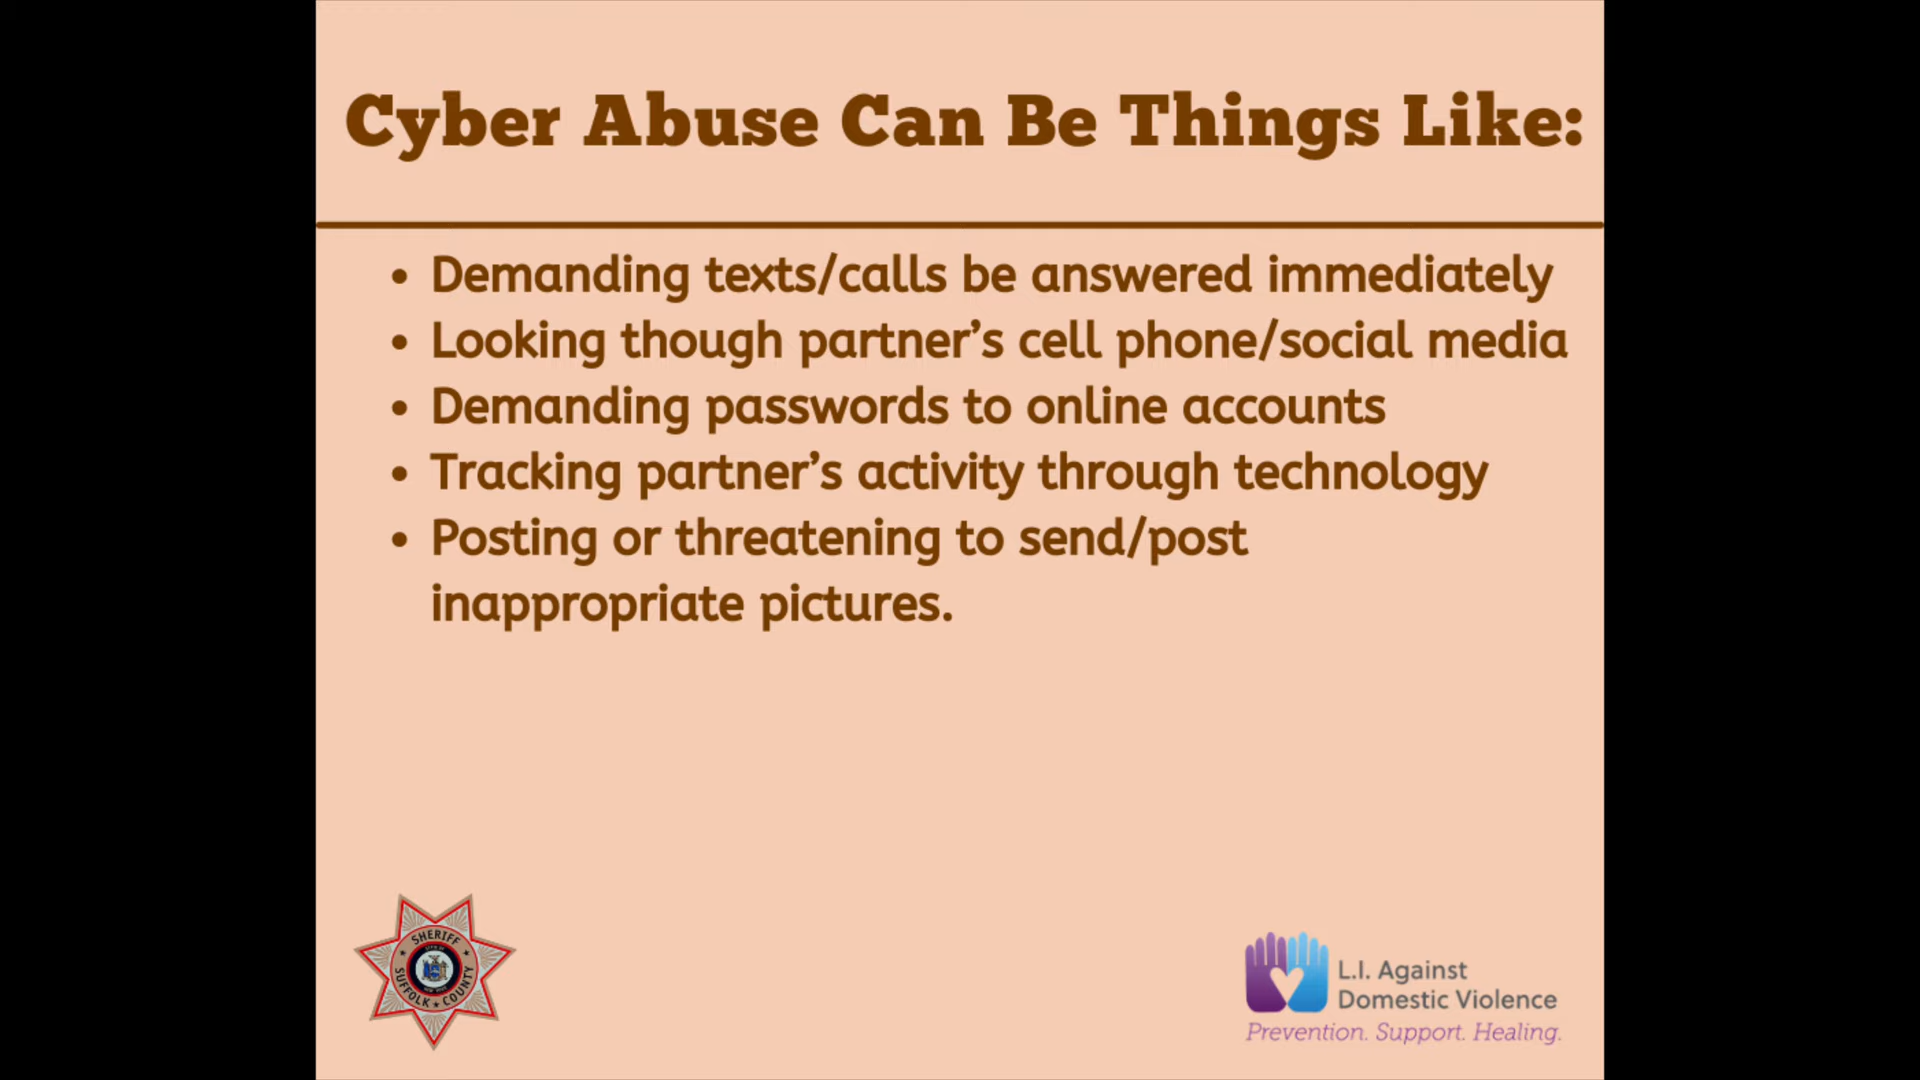 Cyber Abuse Can Be Things Like:
• Demanding texts/calls be answered immediately
• Looking though partner’s cell phone/social media
• Demanding passwords to online accounts
• Tracking partner’s activity through technology
• Posting or threatening to send/post
inappropriate pictures.
SHERIFF
SUFFOLK ★ COUNTY
L.I. Against
Domestic Violence
Prevention. Support. Healing.